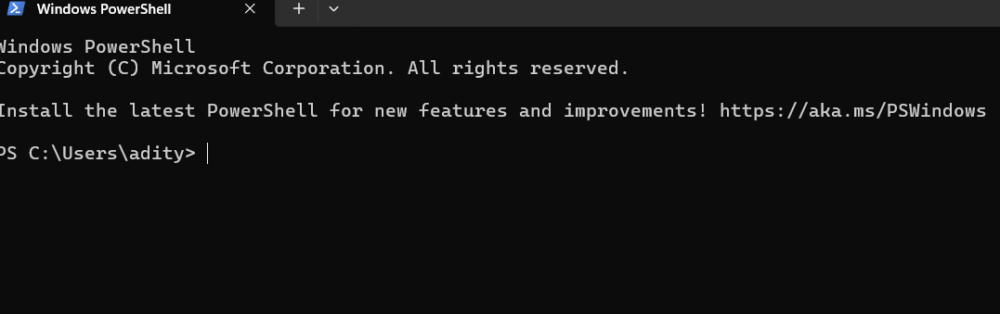 Windows PowerShell
Windows PowerShell
Copyright (C) Microsoft Corporation. All rights reserved.
Install the latest PowerShell for new features and improvements! https://aka.ms/PSWindows
PS C:\Users\adity>